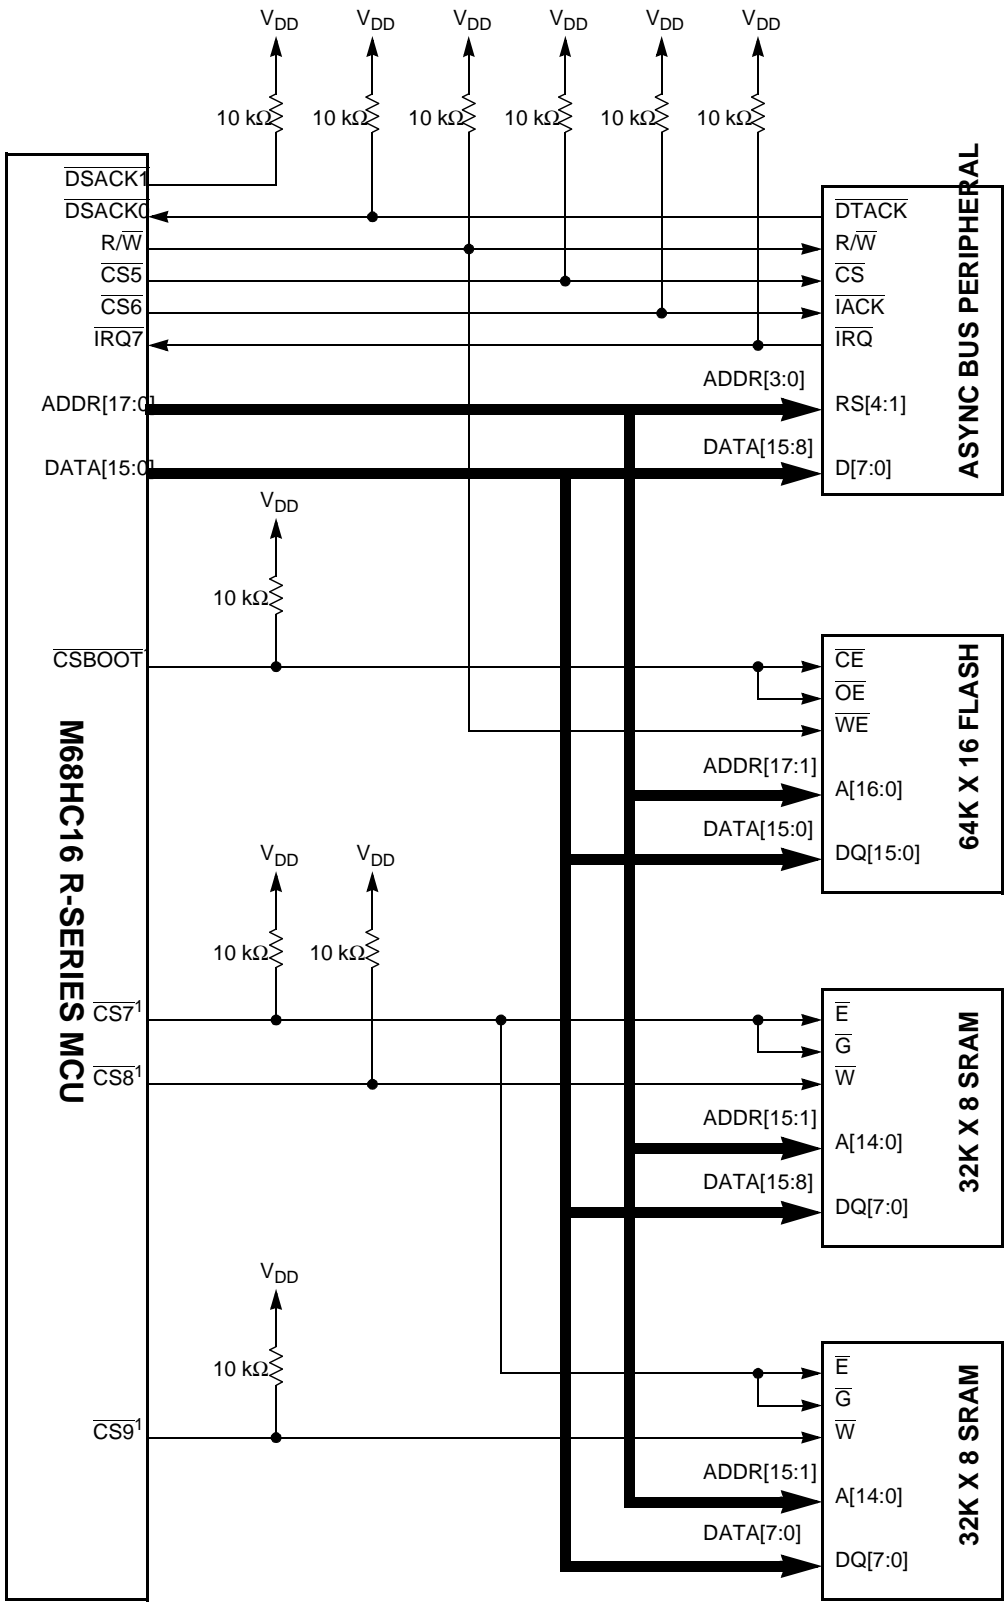 VDD VDD VDD VDD VDD VDD
10 kΩ 10 kΩ 10 kΩ 10 kΩ 10 kΩ 10 kΩ
M68HC16 R-SERIES MCU
DSACK1
DSACK0
R/W
CS5
CS6
IRQ7
ADDR[17:0]
DATA[15:0]
ASYNC BUS PERIPHERAL
DTACK
R/W
CS
IACK
IRQ
ADDR[3:0] RS[4:1]
DATA[15:8] D[7:0]
VDD
10 kΩ
CSBOOT1
64K X 16 FLASH
CE
OE
WE
ADDR[17:1] A[16:0]
DATA[15:0] DQ[15:0]
VDD VDD
10 kΩ 10 kΩ
CS71
CS81
32K X 8 SRAM
E
G
W
ADDR[15:1] A[14:0]
DATA[15:8] DQ[7:0]
VDD
10 kΩ
CS91
32K X 8 SRAM
E
G
W
ADDR[15:1] A[14:0]
DATA[7:0] DQ[7:0]